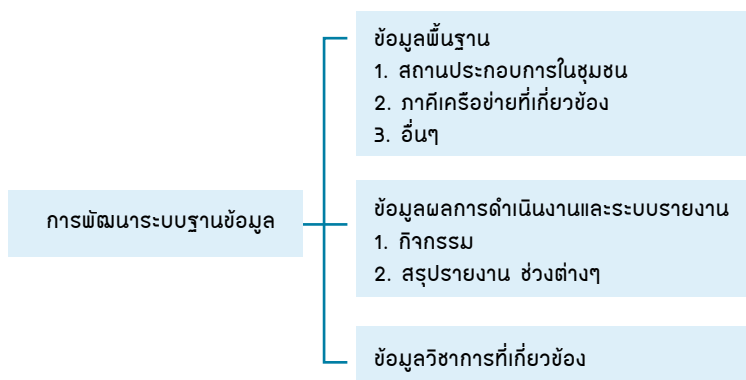 การพัฒนาระบบฐานข้อมูล
ข้อมูลพื้นฐาน
1. สถานประกอบการในชุมชน
2. ภาคีเครือข่ายที่เกี่ยวข้อง
3. อื่นๆ
ข้อมูลผลการดำเนินงานและระบบรายงาน
1. กิจกรรม
2. สรุปรายงาน ช่วงต่างๆ
ข้อมูลวิชาการที่เกี่ยวข้อง